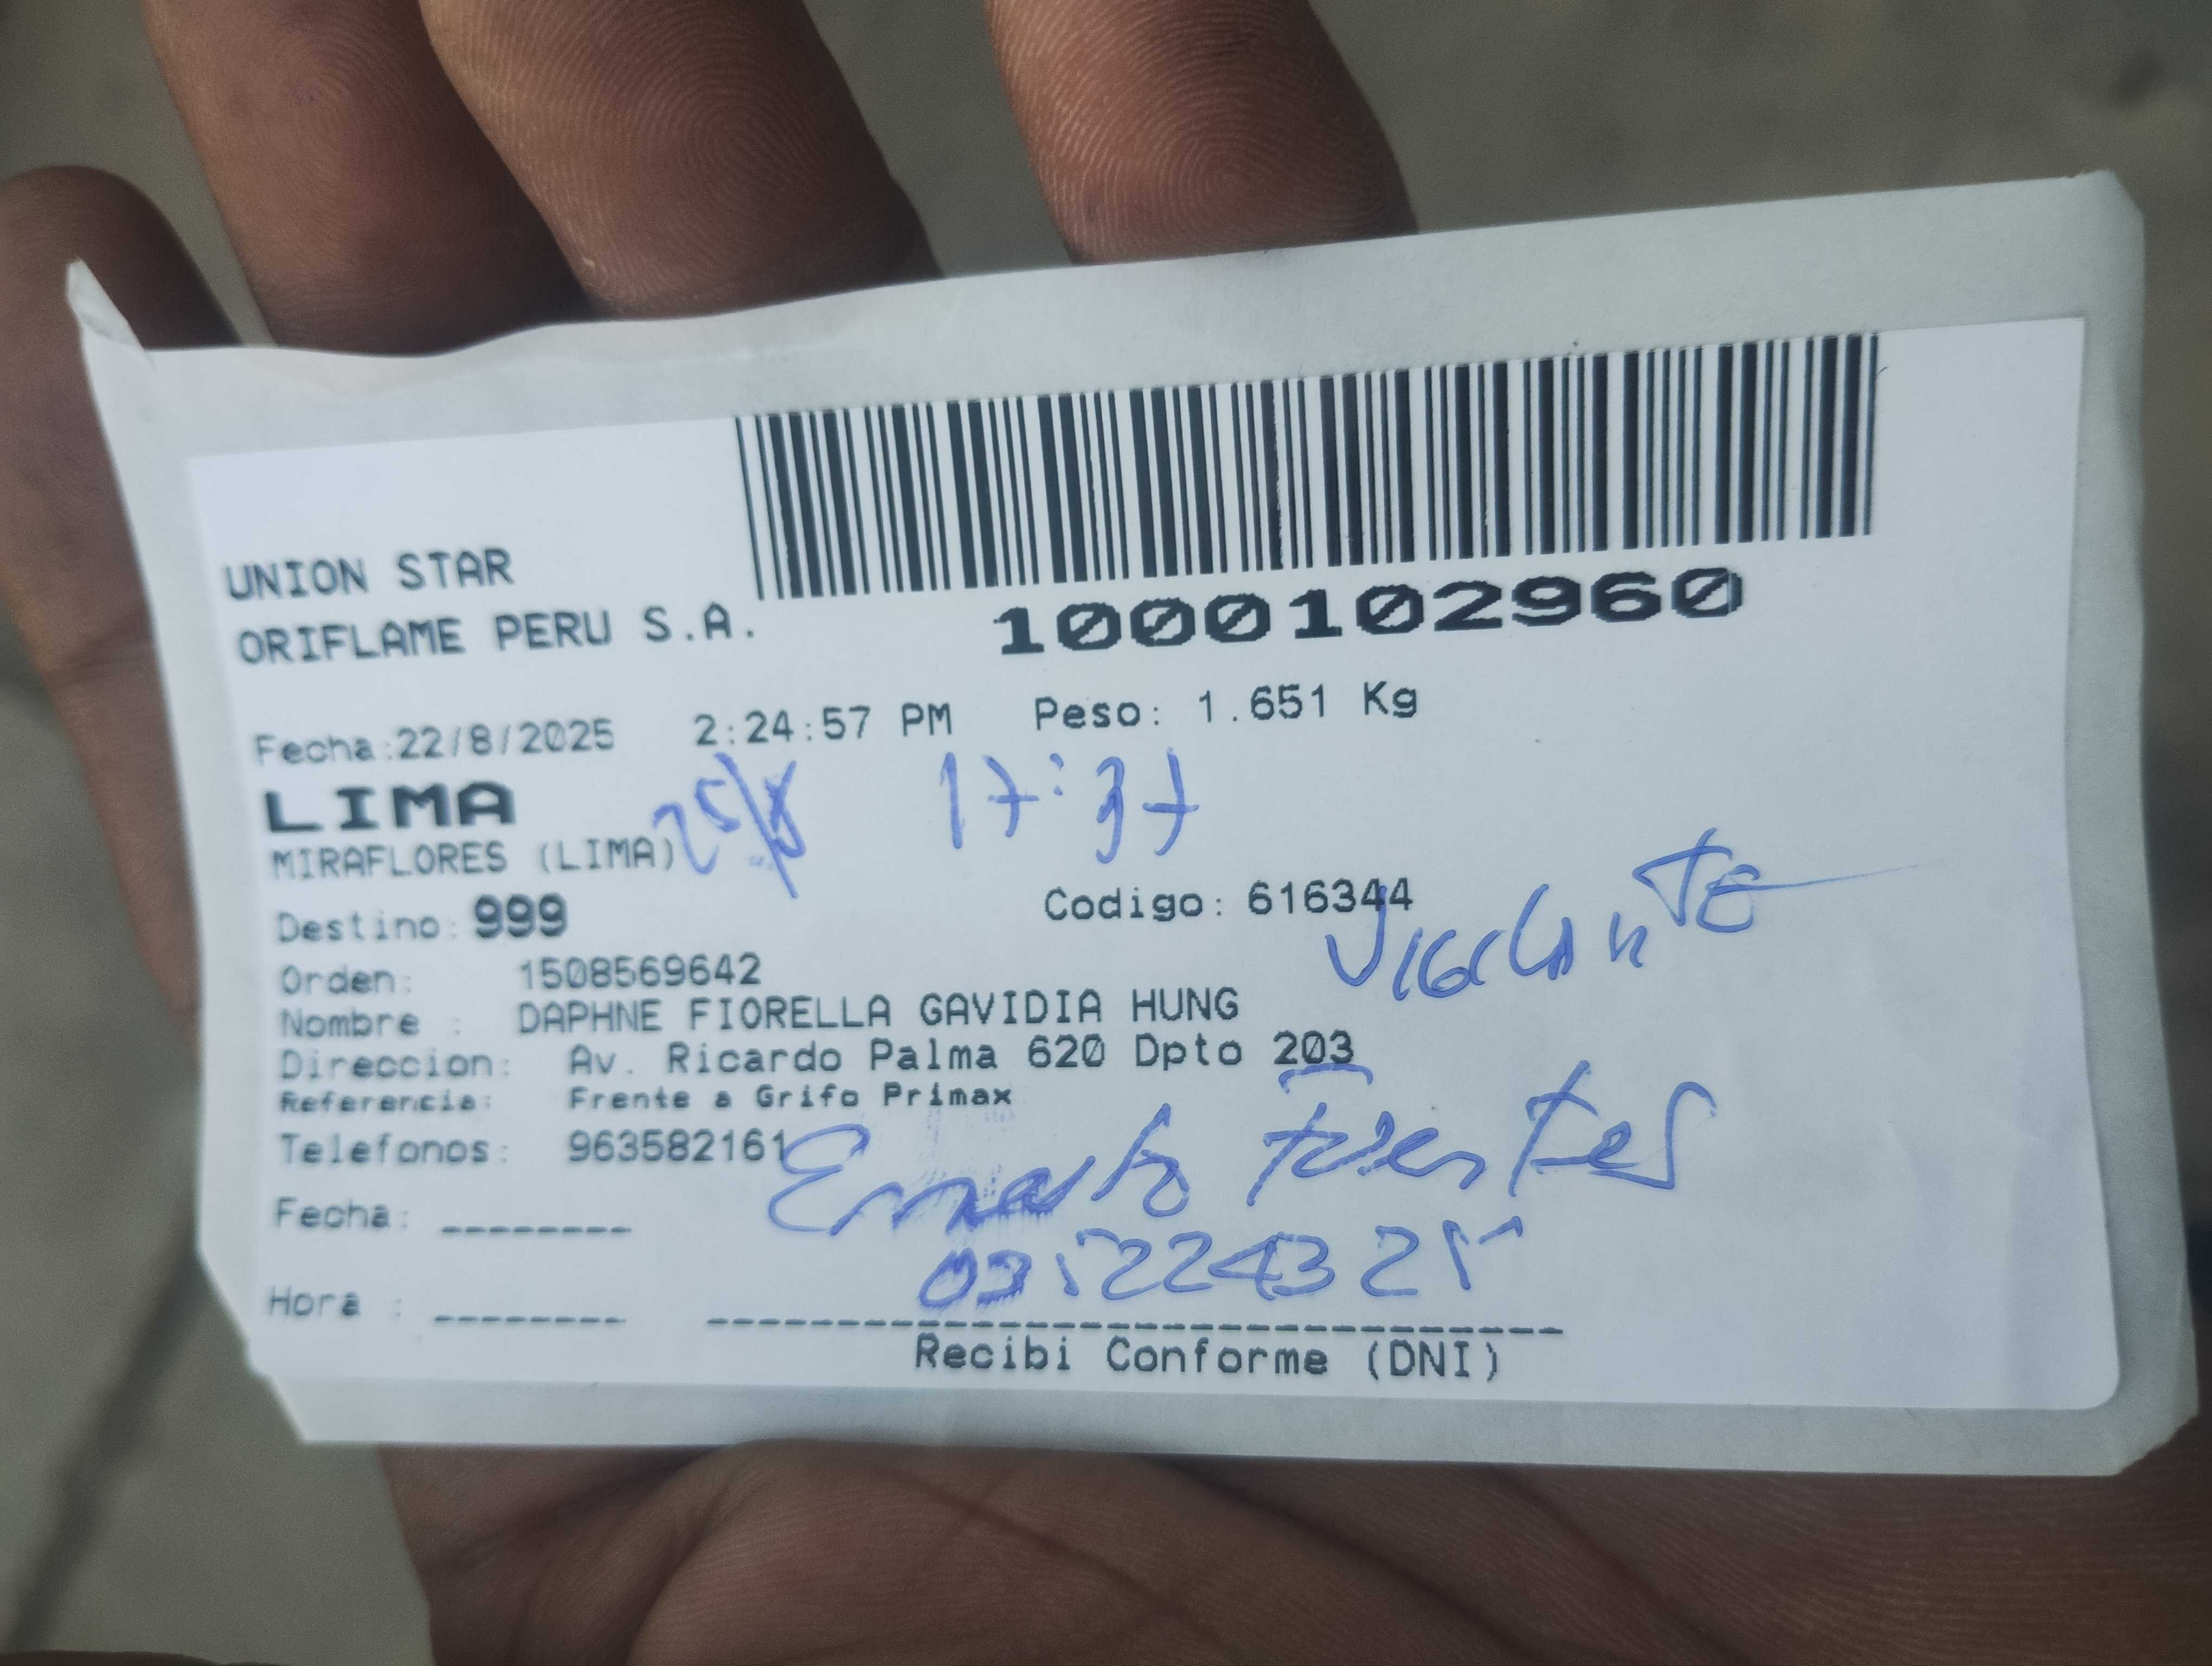 UNION STAR
ORIFLAME PERU S.A.
1000102960
Fecha:22/8/2025 2:24:57 PM Peso: 1.651 Kg
LIMA
25/8 17:37
MIRAFLORES (LIMA)
Destino: 999 Codigo: 616344
Vigilante
Orden: 1508569642
Nombre : DAPHNE FIORELLA GAVIDIA HUNG
Direccion: Av. Ricardo Palma 620 Dpto 203
Referencia: Frente a Grifo Primax
Telefonos: 963582161
Ernesto Fuentes
Fecha: --------
Hora : --------
Recibi Conforme (DNI)